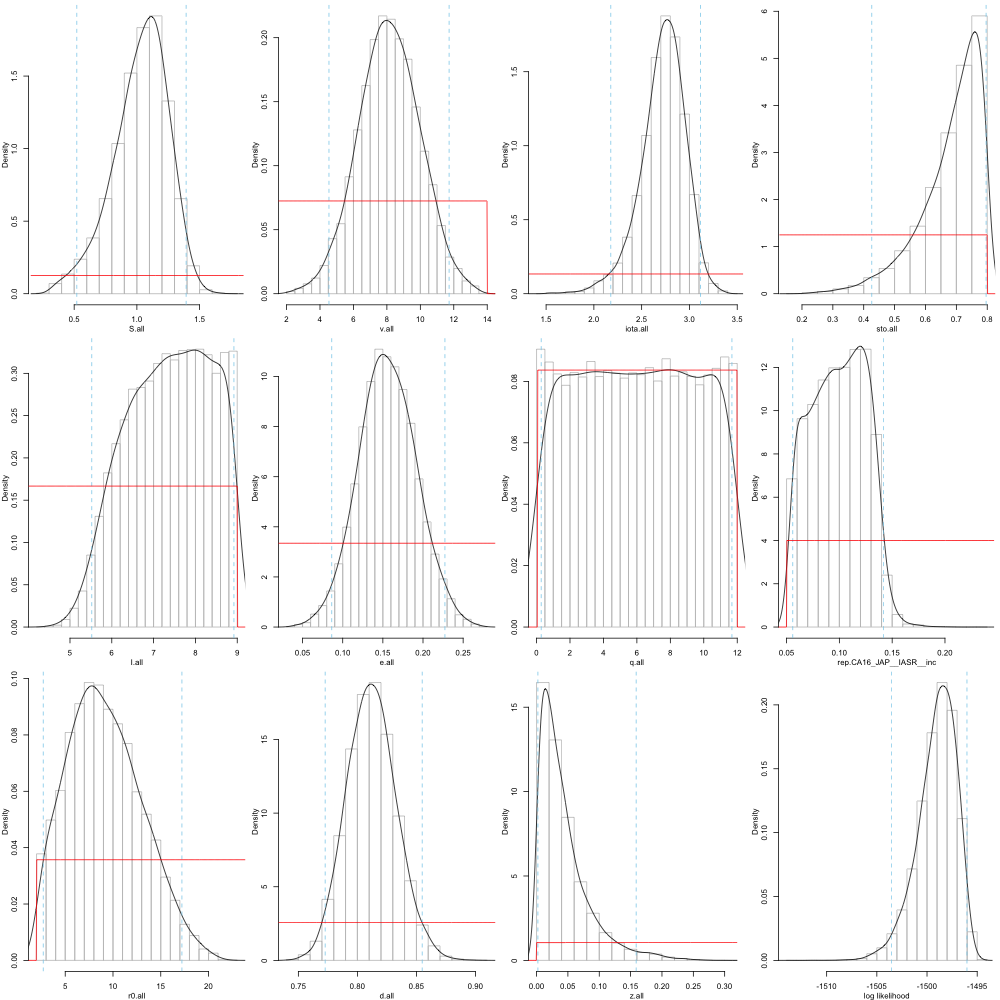 Density
0.0 0.5 1.0 1.5
0.5 1.0 1.5
S.all
Density
0.00 0.05 0.10 0.15 0.20
2 4 6 8 10 12 14
v.all
Density
0.0 0.5 1.0 1.5
1.5 2.0 2.5 3.0 3.5
iota.all
Density
0 1 2 3 4 5 6
0.2 0.3 0.4 0.5 0.6 0.7 0.8
sto.all
Density
0.00 0.05 0.10 0.15 0.20 0.25 0.30
5 6 7 8 9
l.all
Density
0 2 4 6 8 10
0.05 0.10 0.15 0.20 0.25
e.all
Density
0.00 0.02 0.04 0.06 0.08
0 2 4 6 8 10 12
q.all
Density
0 2 4 6 8 10 12
0.05 0.10 0.15 0.20
rep.CA16_JAP__IASR__inc
Density
0.00 0.02 0.04 0.06 0.08 0.10
5 10 15 20
r0.all
Density
0 5 10 15
0.75 0.80 0.85 0.90
d.all
Density
0 5 10 15
0.00 0.05 0.10 0.15 0.20 0.25 0.30
z.all
Density
0.00 0.05 0.10 0.15 0.20
-1510 -1505 -1500 -1495
log likelihood